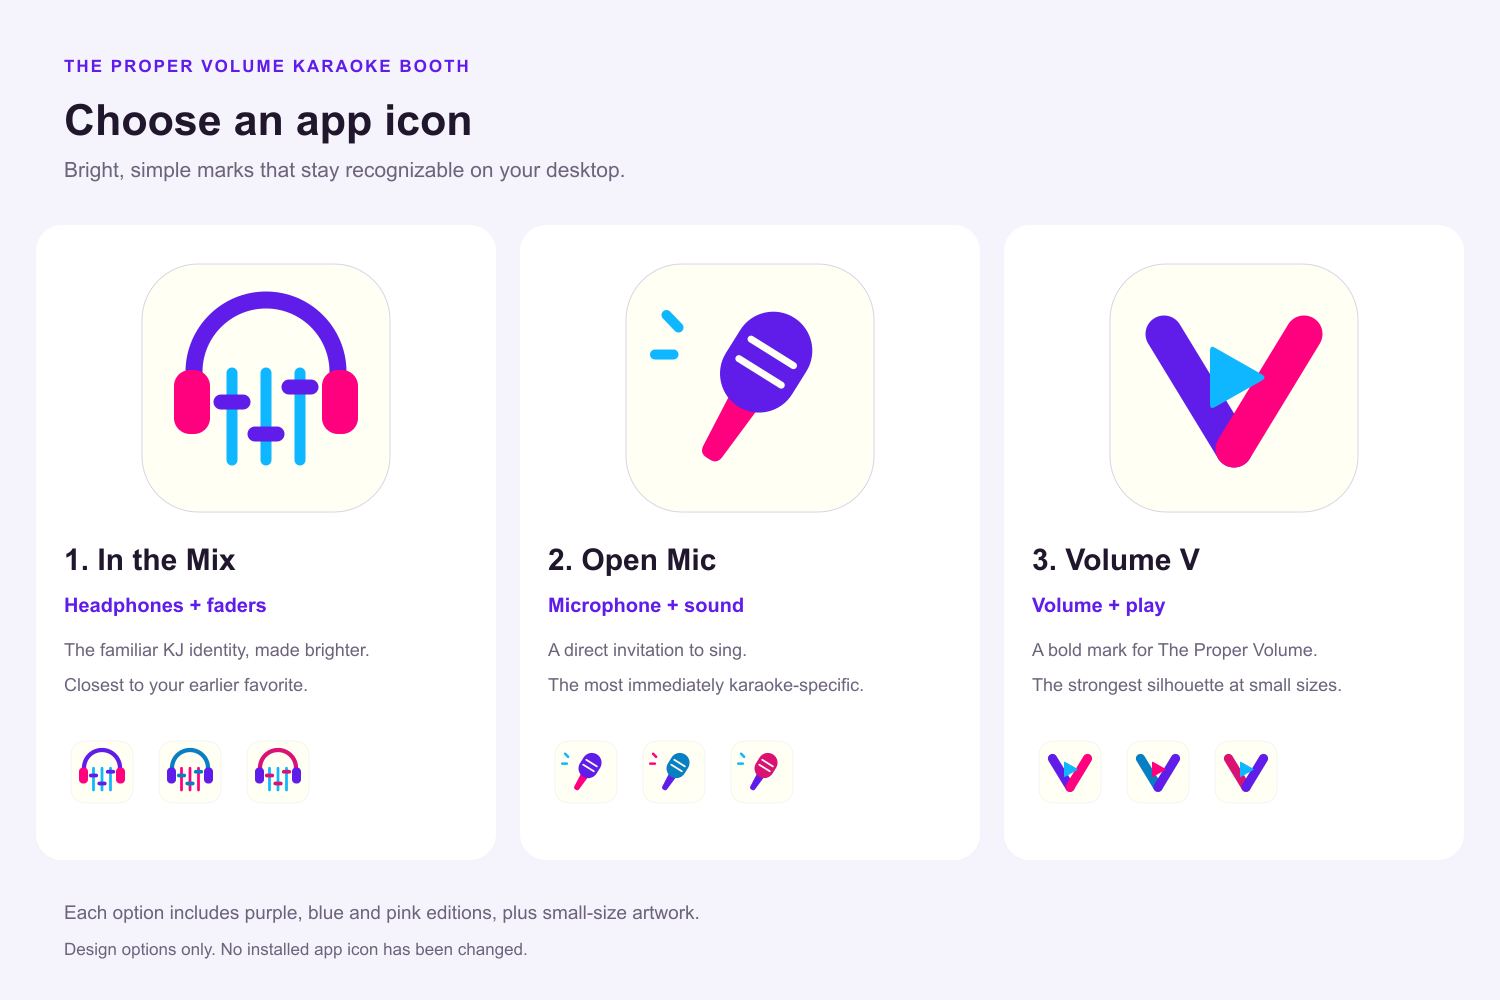 THE PROPER VOLUME KARAOKE BOOTH
Choose an app icon
Bright, simple marks that stay recognizable on your desktop.
1. In the Mix
Headphones + faders
The familiar KJ identity, made brighter.
Closest to your earlier favorite.
2. Open Mic
Microphone + sound
A direct invitation to sing.
The most immediately karaoke-specific.
3. Volume V
Volume + play
A bold mark for The Proper Volume.
The strongest silhouette at small sizes.
Each option includes purple, blue and pink editions, plus small-size artwork.
Design options only. No installed app icon has been changed.